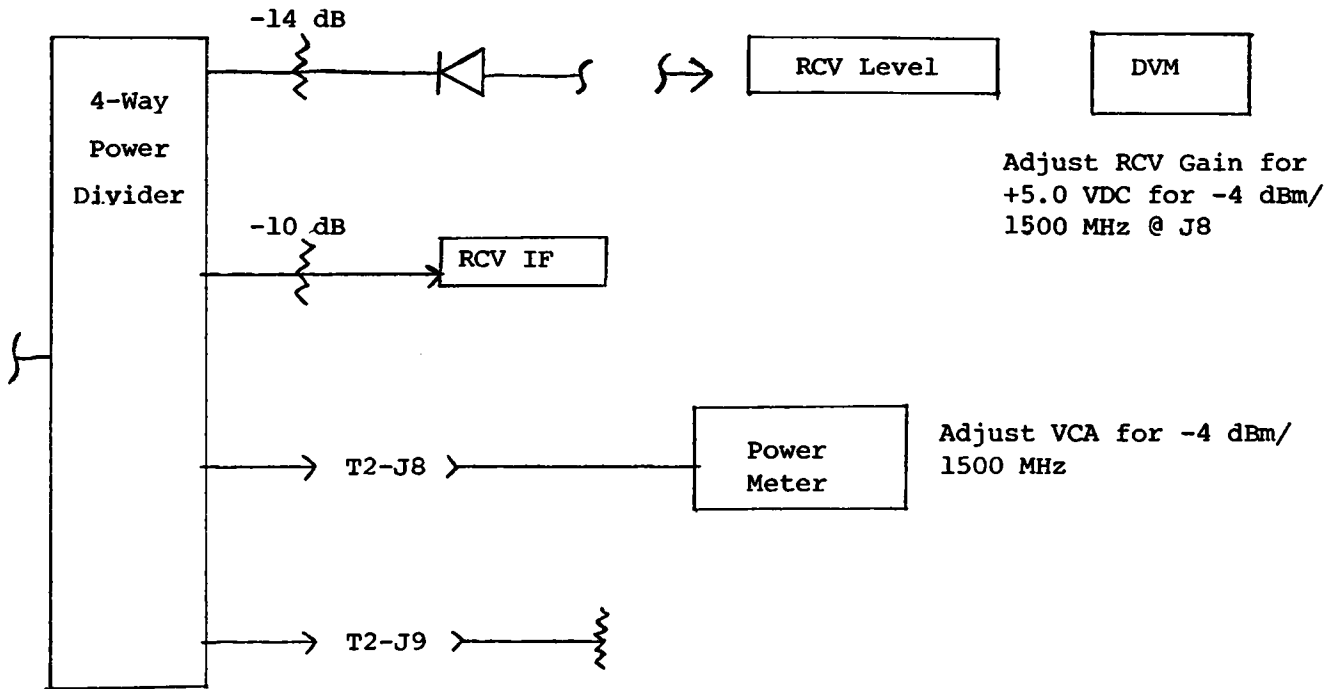 -14 dB
4-Way
Power
Divider
RCV Level
DVM
Adjust RCV Gain for
+5.0 VDC for -4 dBm/
1500 MHz @ J8
-10 dB
RCV IF
T2-J8
Power
Meter
Adjust VCA for -4 dBm/
1500 MHz
T2-J9